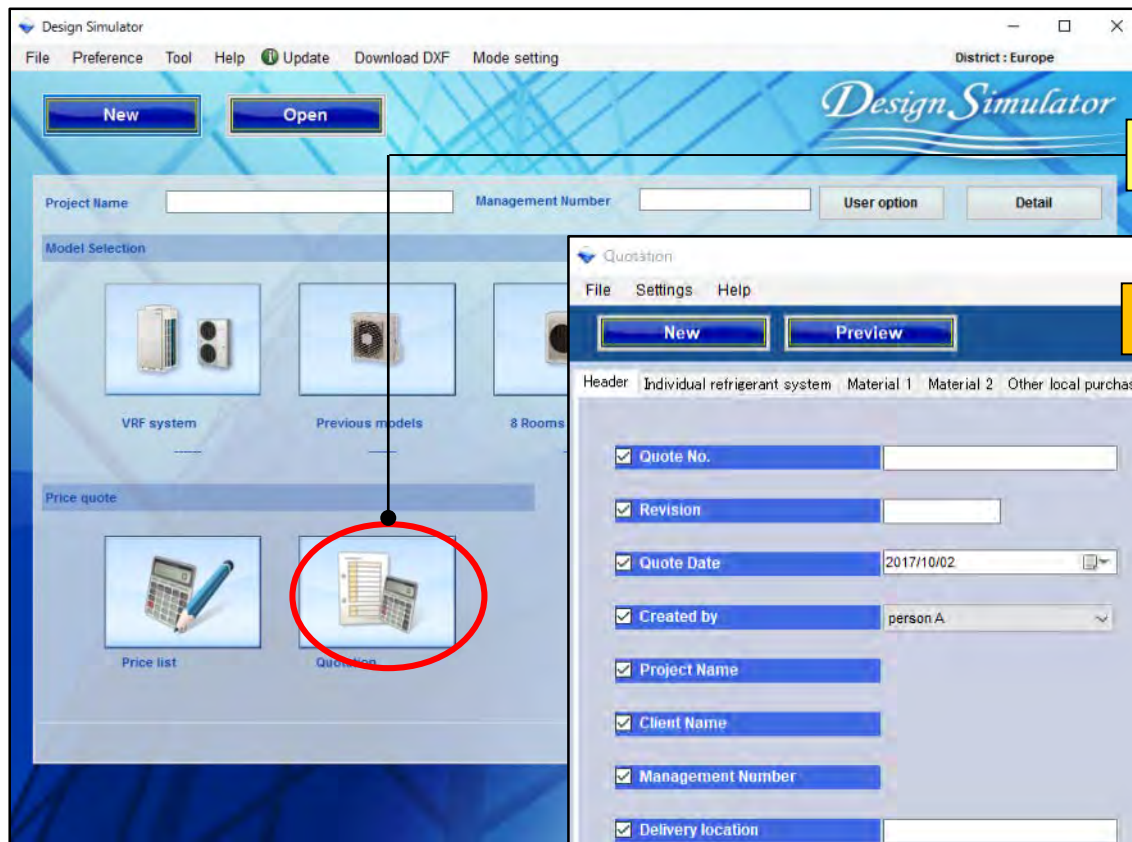 Design Simulator
File Preference Tool Help Update Download DXF Mode setting District : Europe
New Open Design Simulator
Project Name Management Number User option Detail
Model Selection
VRF system Previous models 8 Rooms
Price quote
Price list Quotation
Quotation
File Settings Help
New Preview
Header Individual refrigerant system Material 1 Material 2 Other local purchas
Quote No.
Revision
Quote Date 2017/10/02
Created by person A
Project Name
Client Name
Management Number
Delivery location